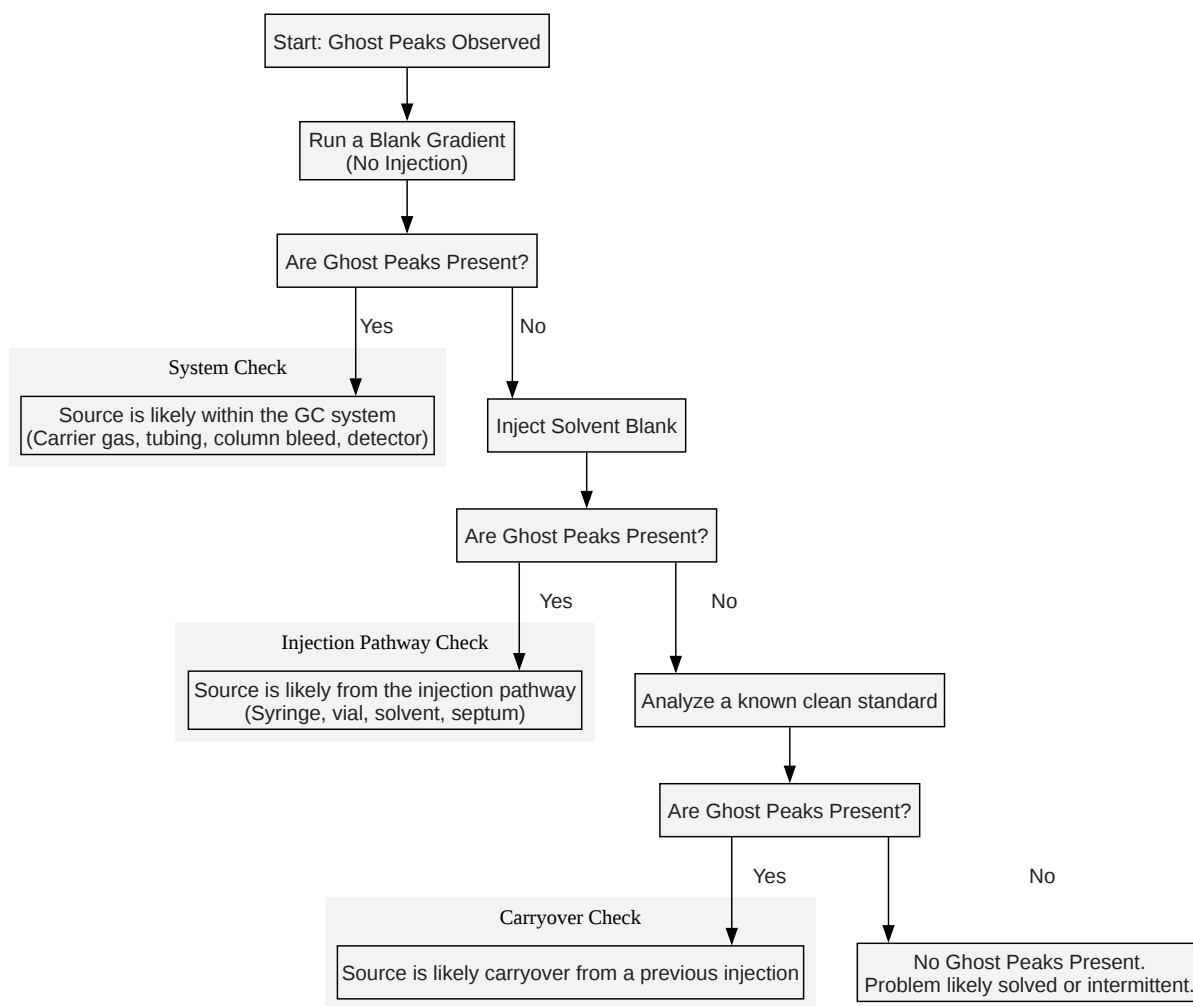 Start: Ghost Peaks Observed
Run a Blank Gradient
(No Injection)
Are Ghost Peaks Present?
Yes
No
System Check
Source is likely within the GC system
(Carrier gas, tubing, column bleed, detector)
Inject Solvent Blank
Are Ghost Peaks Present?
Yes
No
Injection Pathway Check
Source is likely from the injection pathway
(Syringe, vial, solvent, septum)
Analyze a known clean standard
Are Ghost Peaks Present?
Yes
No
Carryover Check
Source is likely carryover from a previous injection
No Ghost Peaks Present.
Problem likely solved or intermittent.